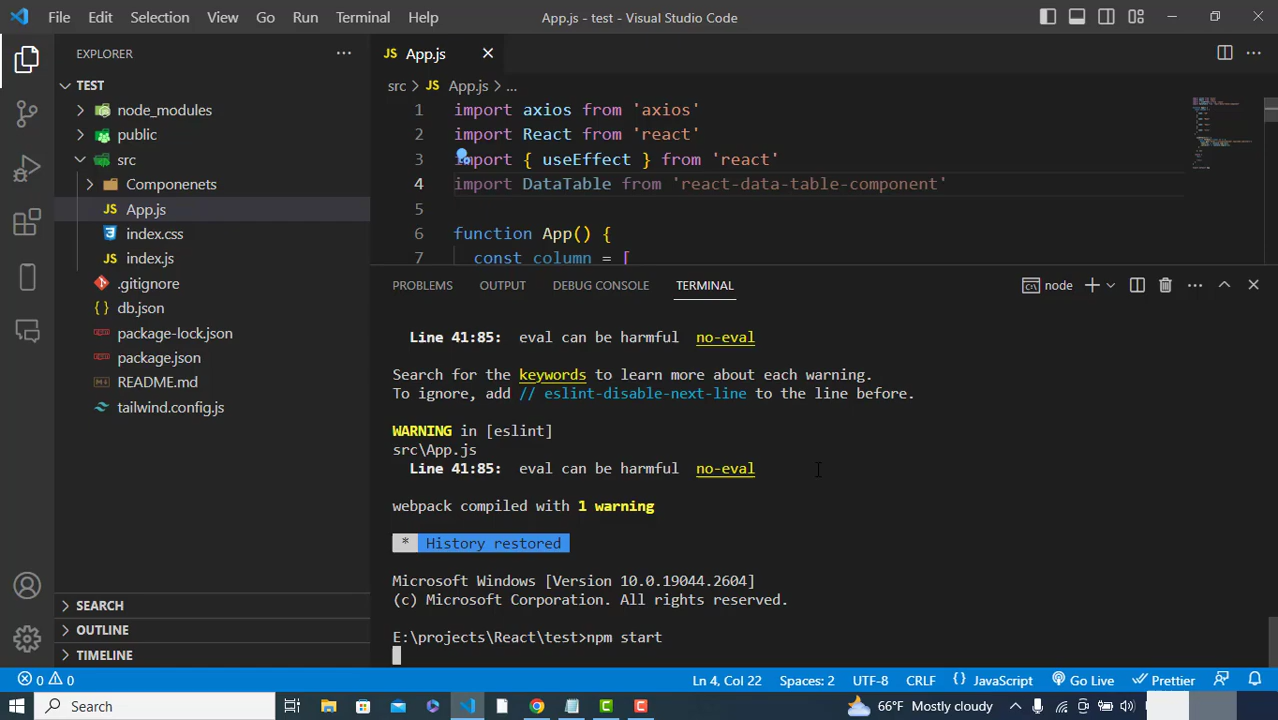 File Edit Selection View Go Run Terminal Help App.js - test - Visual Studio Code
EXPLORER
TEST
node_modules
public
src
Componenets
JS App.js
index.css
JS index.js
.gitignore
{} db.json
package-lock.json
package.json
README.md
tailwind.config.js
SEARCH
OUTLINE
TIMELINE
JS App.js
src > JS App.js > ...
1 import axios from 'axios'
2 import React from 'react'
3 import { useEffect } from 'react'
4 import DataTable from 'react-data-table-component'
5
6 function App() {
7 const column = [
PROBLEMS OUTPUT DEBUG CONSOLE TERMINAL node
Line 41:85: eval can be harmful no-eval
Search for the keywords to learn more about each warning.
To ignore, add // eslint-disable-next-line to the line before.
WARNING in [eslint]
src\App.js
Line 41:85: eval can be harmful no-eval
webpack compiled with 1 warning
* History restored
Microsoft Windows [Version 10.0.19044.2604]
(c) Microsoft Corporation. All rights reserved.
E:\projects\React\test>npm start
0 0 Ln 4, Col 22 Spaces: 2 UTF-8 CRLF {} JavaScript Go Live Prettier
Search 66°F Mostly cloudy